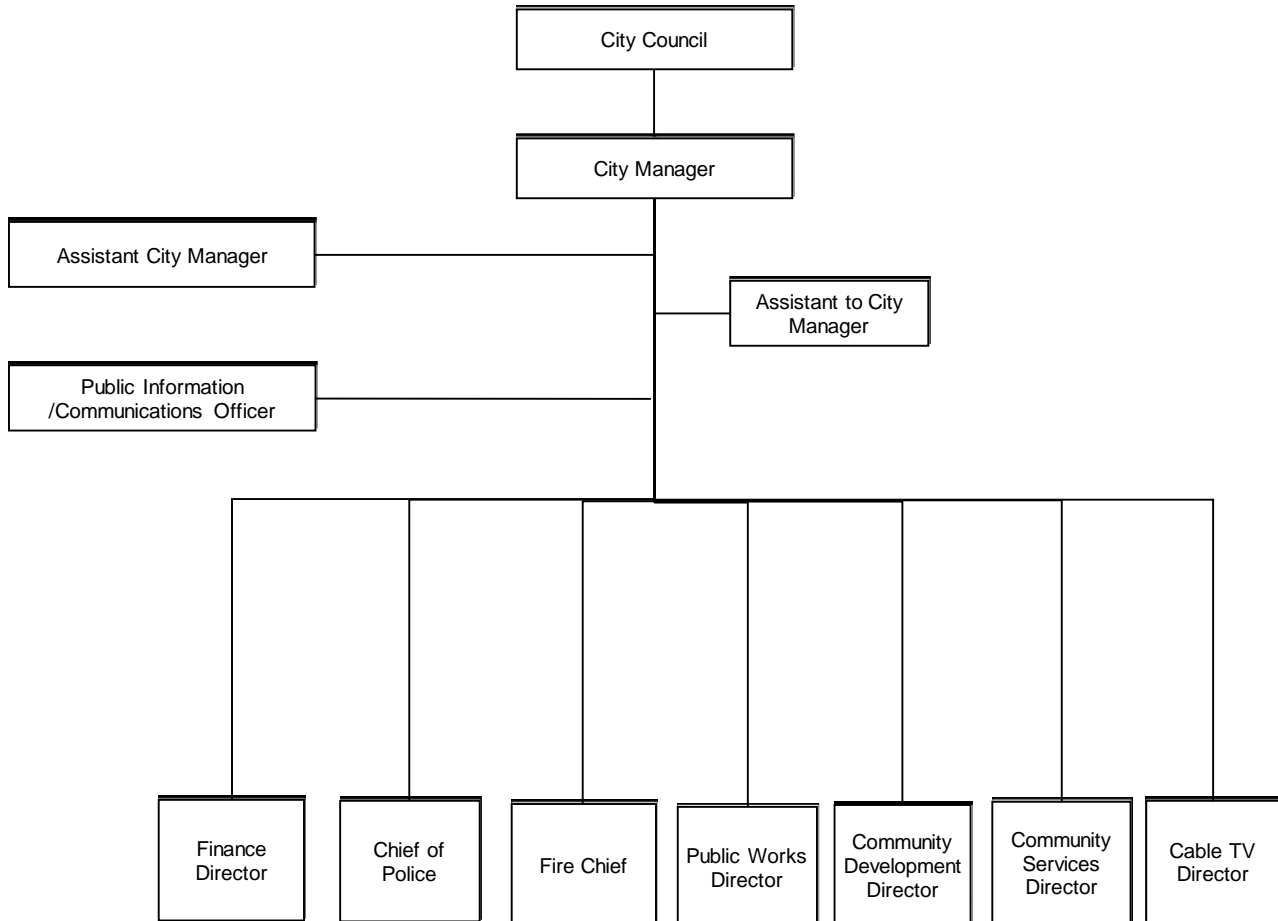 City Council
City Manager
Assistant City Manager
Assistant to City
Manager
Public Information
/Communications Officer
Finance
Director
Chief of
Police
Fire Chief
Public Works
Director
Community
Development
Director
Community
Services
Director
Cable TV
Director